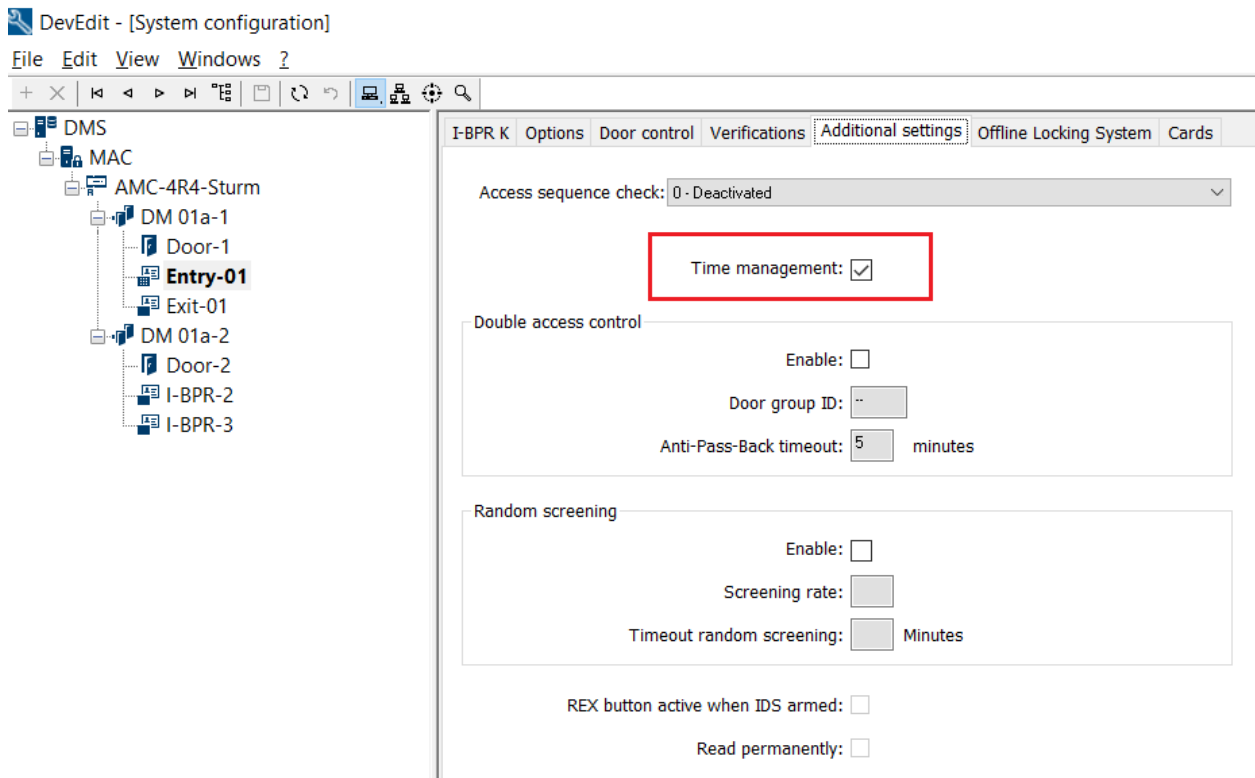 DevEdit - [System configuration]
File Edit View Windows ?
DMS
MAC
AMC-4R4-Sturm
DM 01a-1
Door-1
Entry-01
Exit-01
DM 01a-2
Door-2
I-BPR-2
I-BPR-3
I-BPR K Options Door control Verifications Additional settings Offline Locking System Cards
Access sequence check: 0 - Deactivated
Time management:
Double access control
Enable:
Door group ID: --
Anti-Pass-Back timeout: 5 minutes
Random screening
Enable:
Screening rate:
Timeout random screening: Minutes
REX button active when IDS armed:
Read permanently: